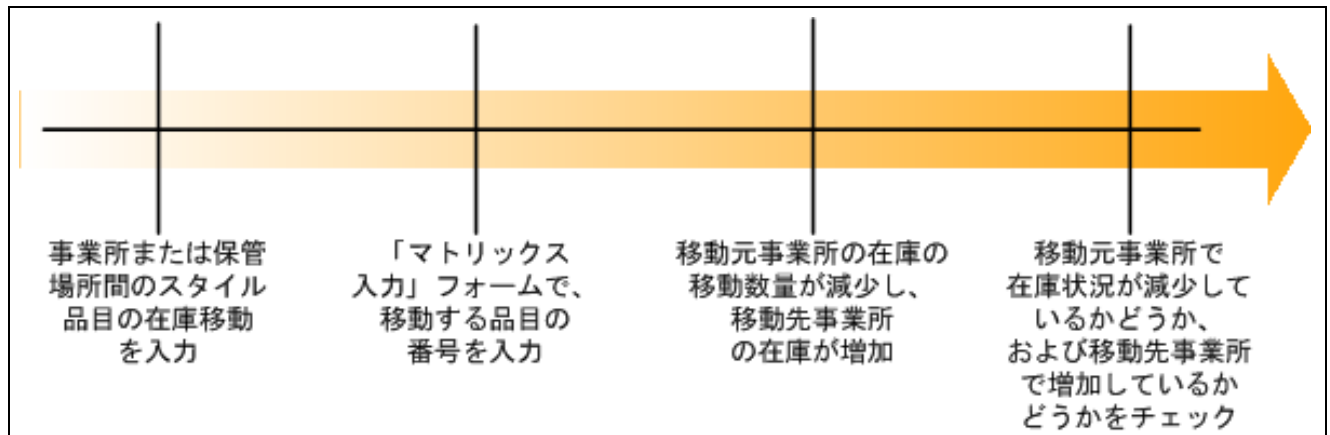 事業所または保管
場所間のスタイル
品目の在庫移動
を入力
「マトリックス
入力」フォームで、
移動する品目の
番号を入力
移動元事業所の在庫の
移動数量が減少し、
移動先事業所
の在庫が増加
移動元事業所で
在庫状況が減少して
いるかどうか、
および移動先事業所
で増加しているか
どうかをチェック